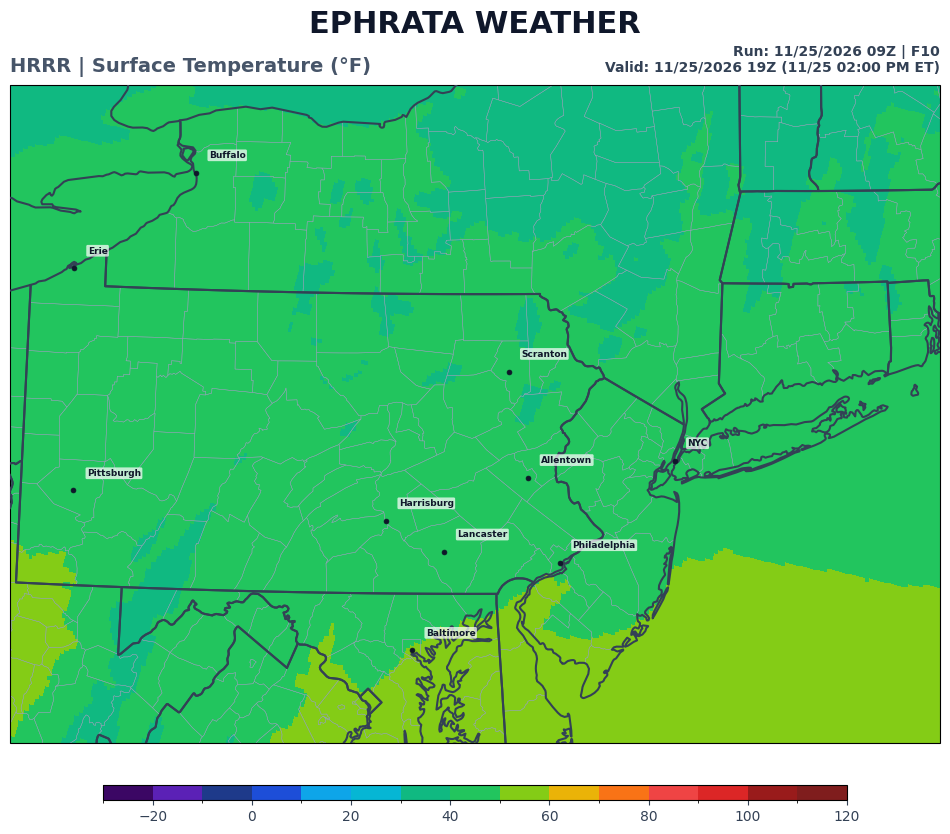 EPHRATA WEATHER
HRRR | Surface Temperature (°F)
Run: 11/25/2026 09Z | F10
Valid: 11/25/2026 19Z (11/25 02:00 PM ET)
Buffalo
Erie
Scranton
NYC
Allentown
Pittsburgh
Harrisburg
Lancaster
Philadelphia
Baltimore
−20 0 20 40 60 80 100 120